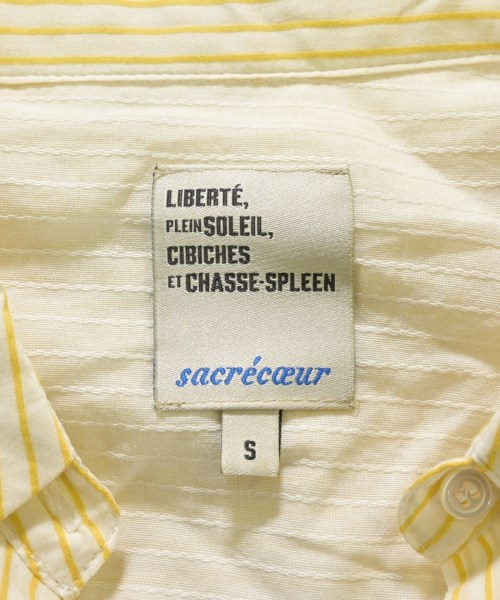 LIBERTÉ,
PLEIN SOLEIL,
CIBICHES
ET CHASSE-SPLEEN
sacrécœur
S